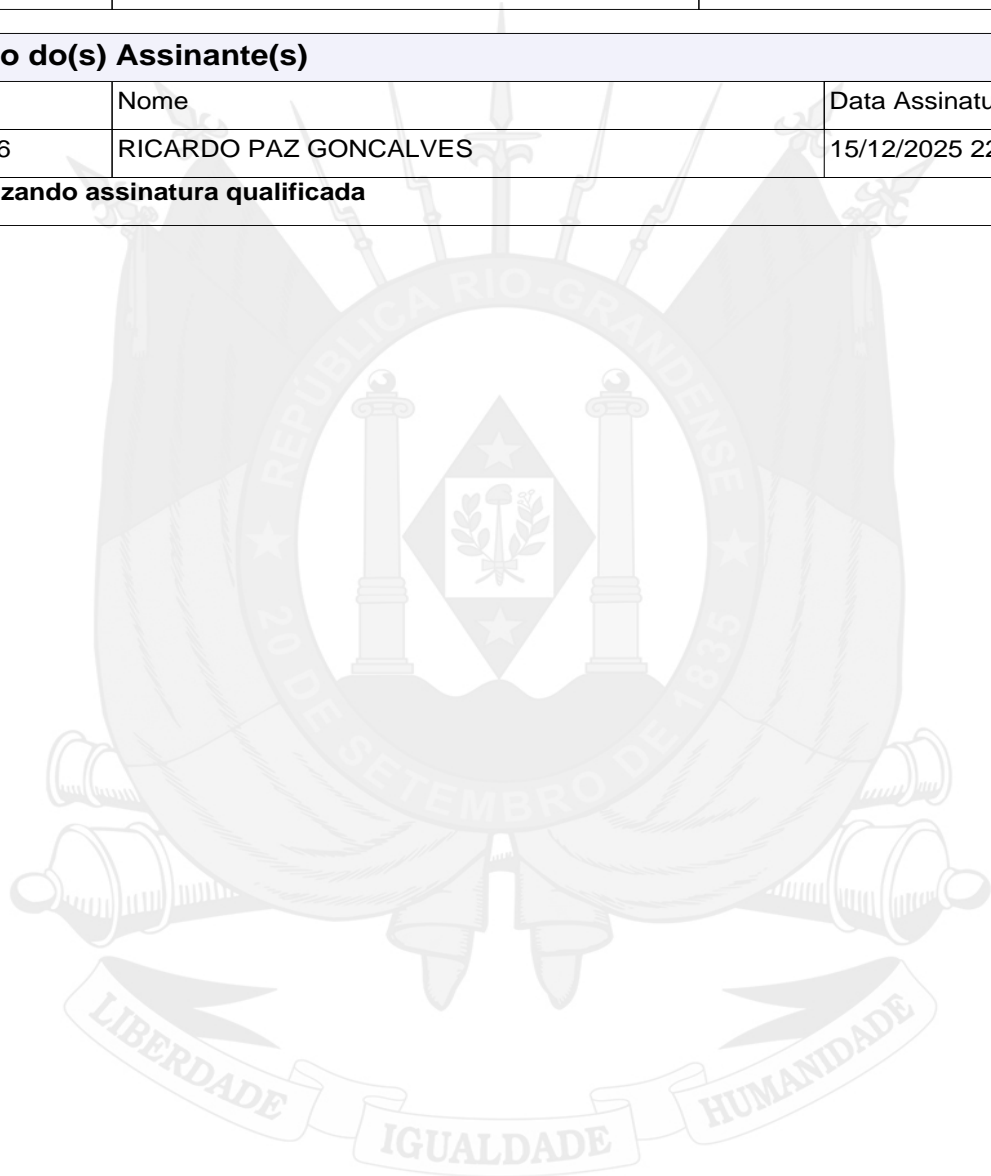 o do(s) Assinante(s)
Nome Data Assinatu
6 RICARDO PAZ GONCALVES 15/12/2025 22
zando assinatura qualificada
REPÚBLICA RIO-GRANDENSE
20 DE SETEMBRO DE 1835
LIBERDADE IGUALDADE HUMANIDADE